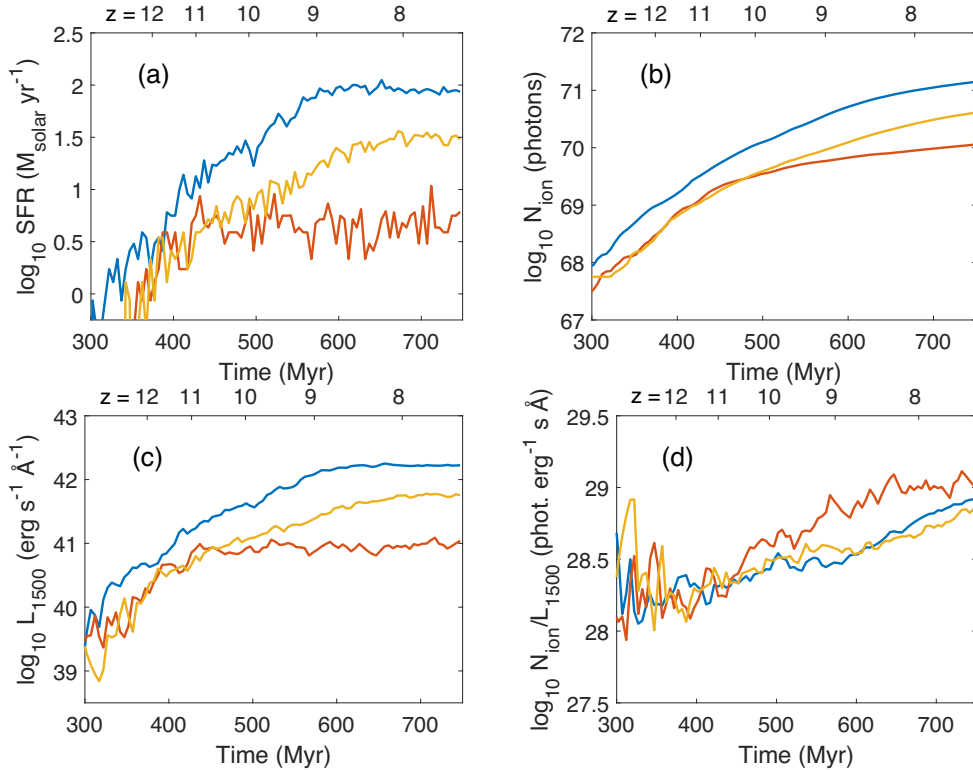 z = 12 11 10 9 8
(a)
log10 SFR (Msolar yr-1)
2.5
2
1.5
1
0.5
0
300 400 500 600 700
Time (Myr)
z = 12 11 10 9 8
(b)
log10 Nion (photons)
72
71
70
69
68
67
300 400 500 600 700
Time (Myr)
z = 12 11 10 9 8
(c)
log10 L1500 (erg s-1 Å-1)
43
42
41
40
39
300 400 500 600 700
Time (Myr)
z = 12 11 10 9 8
(d)
log10 Nion/L1500 (phot. erg-1 s Å)
29.5
29
28.5
28
27.5
300 400 500 600 700
Time (Myr)